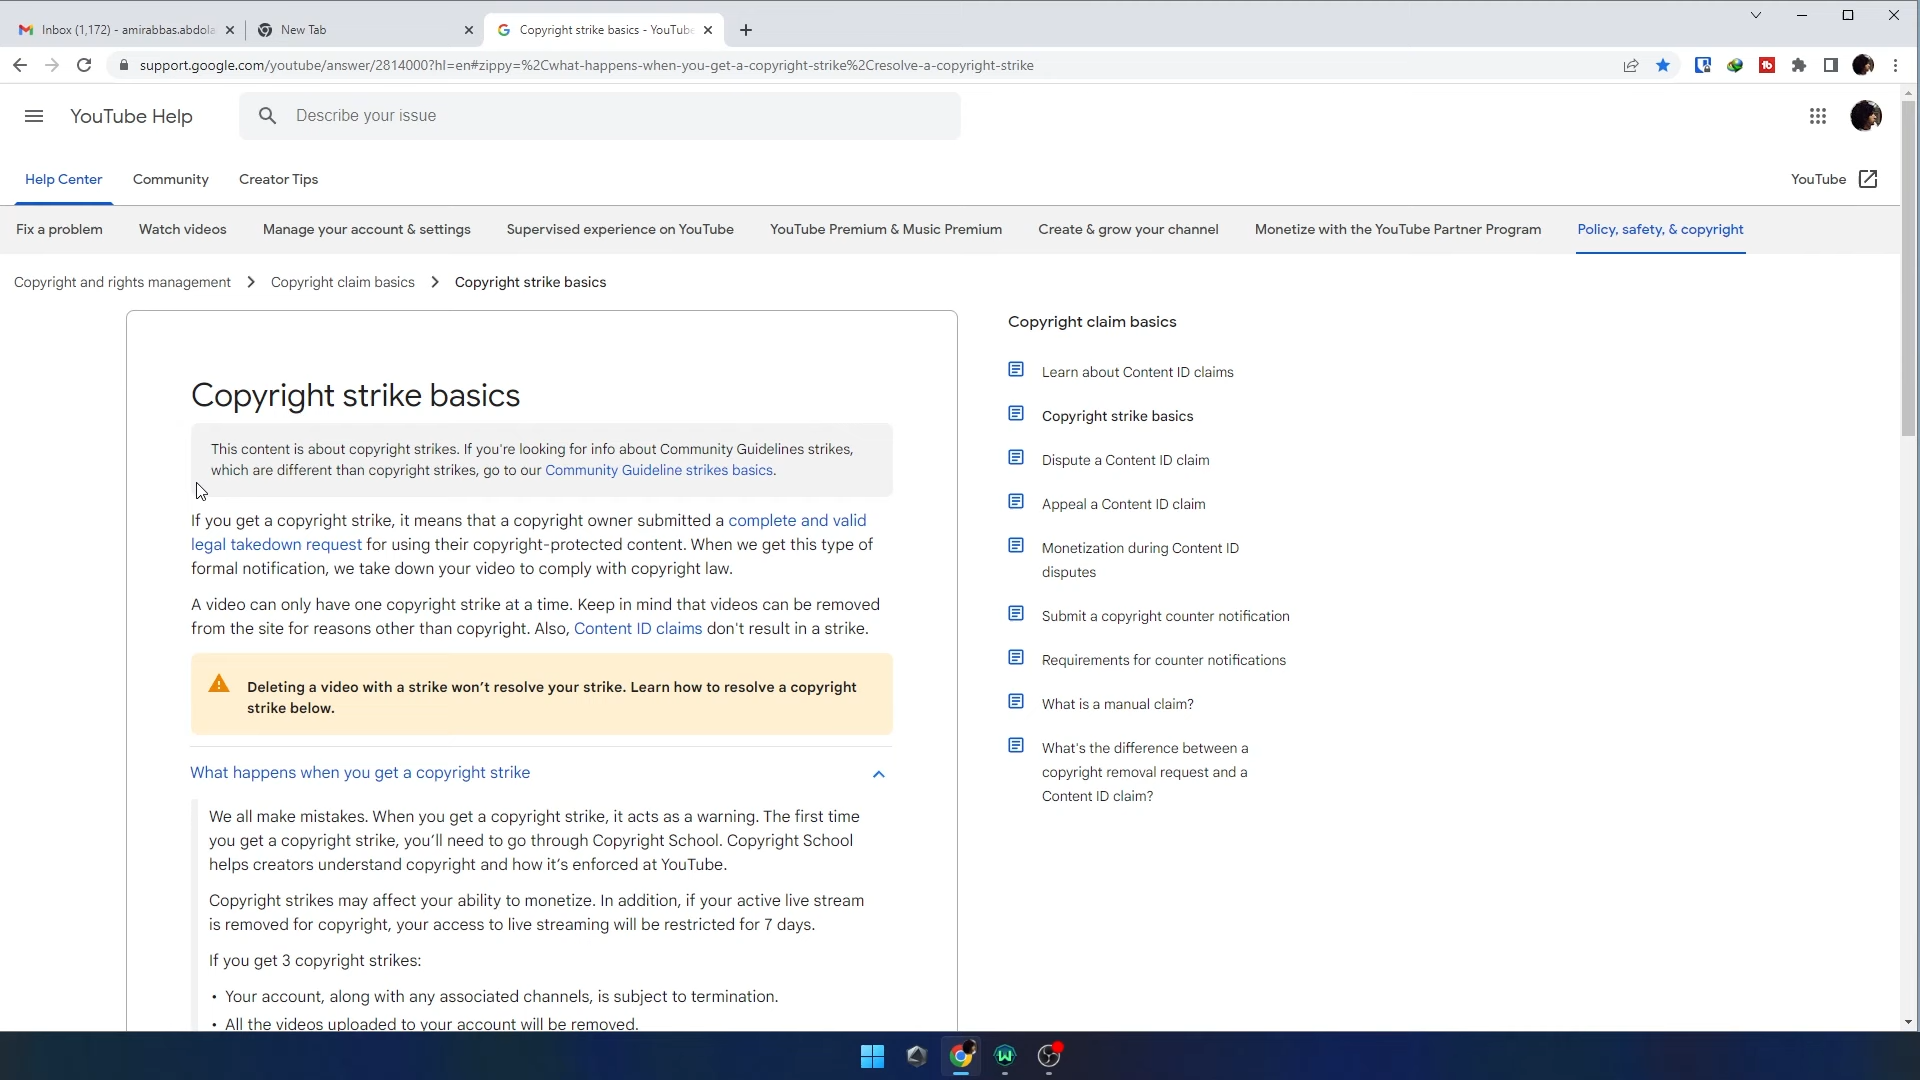 Inbox (1,172) - amirabbas.abdola
New Tab
Copyright strike basics - YouTube
support.google.com/youtube/answer/2814000?hl=en#zippy=%2Cwhat-happens-when-you-get-a-copyright-strike%2Cresolve-a-copyright-strike
YouTube Help
Describe your issue
Help Center
Community
Creator Tips
YouTube
Fix a problem
Watch videos
Manage your account & settings
Supervised experience on YouTube
YouTube Premium & Music Premium
Create & grow your channel
Monetize with the YouTube Partner Program
Policy, safety, & copyright
Copyright and rights management
Copyright claim basics
Copyright strike basics
Copyright strike basics
This content is about copyright strikes. If you're looking for info about Community Guidelines strikes,
which are different than copyright strikes, go to our Community Guideline strikes basics.
If you get a copyright strike, it means that a copyright owner submitted a complete and valid
legal takedown request for using their copyright-protected content. When we get this type of
formal notification, we take down your video to comply with copyright law.
A video can only have one copyright strike at a time. Keep in mind that videos can be removed
from the site for reasons other than copyright. Also, Content ID claims don't result in a strike.
Deleting a video with a strike won't resolve your strike. Learn how to resolve a copyright
strike below.
What happens when you get a copyright strike
We all make mistakes. When you get a copyright strike, it acts as a warning. The first time
you get a copyright strike, you'll need to go through Copyright School. Copyright School
helps creators understand copyright and how it's enforced at YouTube.
Copyright strikes may affect your ability to monetize. In addition, if your active live stream
is removed for copyright, your access to live streaming will be restricted for 7 days.
If you get 3 copyright strikes:
• Your account, along with any associated channels, is subject to termination.
• All the videos uploaded to your account will be removed.
Copyright claim basics
Learn about Content ID claims
Copyright strike basics
Dispute a Content ID claim
Appeal a Content ID claim
Monetization during Content ID
disputes
Submit a copyright counter notification
Requirements for counter notifications
What is a manual claim?
What's the difference between a
copyright removal request and a
Content ID claim?